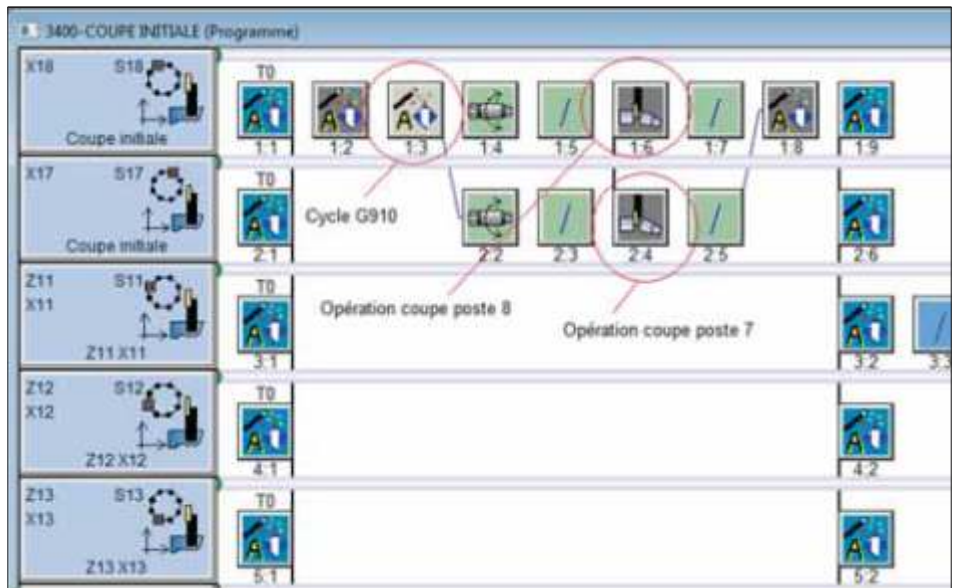 3400-COUPE INITIALE (Programme)
X18 S18
Coupe initiale
T0
1:1 1:2 1:3 1:4 1:5 1:6 1:7 1:8 1:9
X17 S17
Coupe initiale
T0
2:1 2:2 2:3 2:4 2:5 2:6
Cycle G910
Opération coupe poste 8
Opération coupe poste 7
Z11 S11
X11
Z11 X11
T0
3:1 3:2 3:3
Z12 S12
X12
Z12 X12
T0
4:1 4:2
Z13 S13
X13
Z13 X13
T0
5:1 5:2